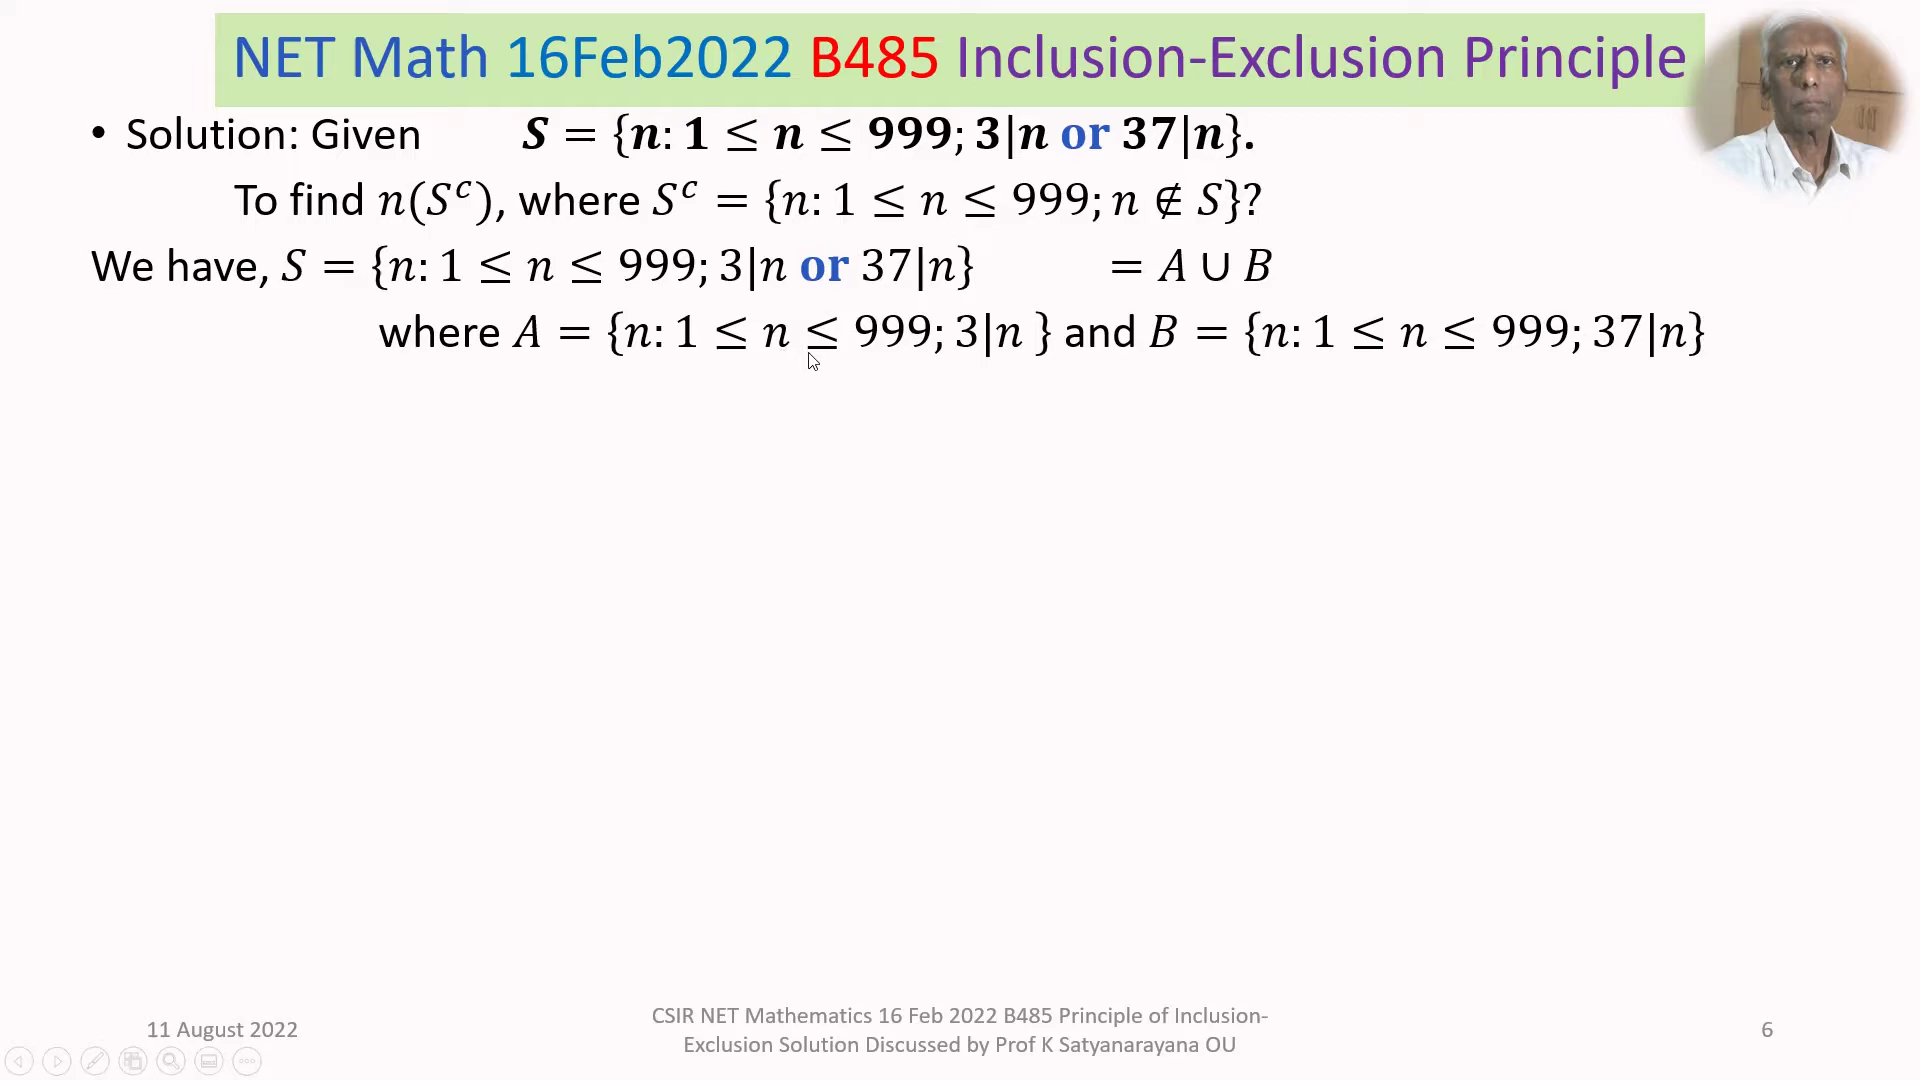 NET Math 16Feb2022 B485 Inclusion-Exclusion Principle
• Solution: Given S = {n: 1 ≤ n ≤ 999; 3|n or 37|n}.
To find n(Sᶜ), where Sᶜ = {n: 1 ≤ n ≤ 999; n ∉ S}?
We have, S = {n: 1 ≤ n ≤ 999; 3|n or 37|n} = A ∪ B
where A = {n: 1 ≤ n ≤ 999; 3|n } and B = {n: 1 ≤ n ≤ 999; 37|n}
11 August 2022
CSIR NET Mathematics 16 Feb 2022 B485 Principle of Inclusion-
Exclusion Solution Discussed by Prof K Satyanarayana OU
6